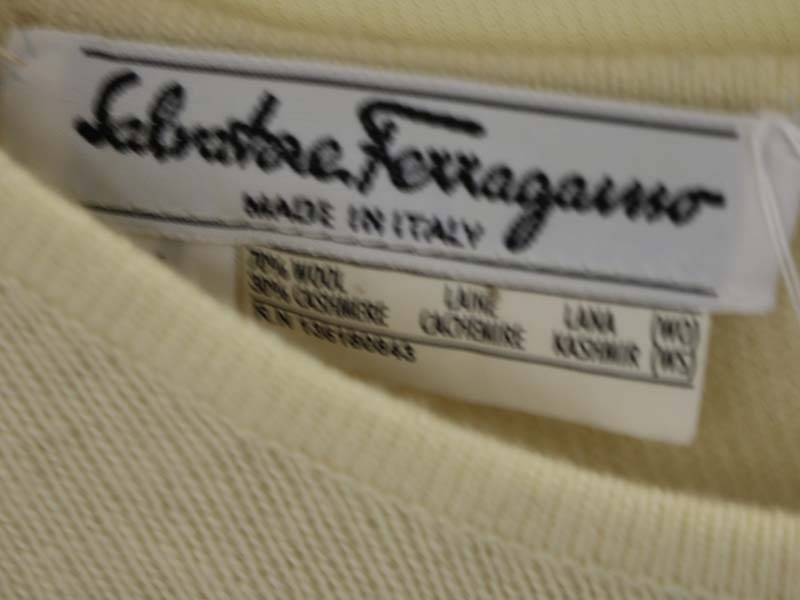 Salvatore Ferragamo
MADE IN ITALY
70% WOOL LAINE LANA (WO)
30% CASHMERE CACHEMIRE KASHMIR (WS)